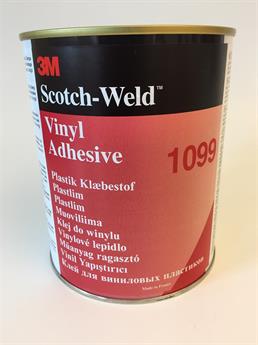 3M
Scotch-Weld™
Vinyl
Adhesive
1099
Plastik Klæbestof
Plastlim
Plastlim
Muoviliima
Klej do winylu
Vinylové lepidlo
Műanyag ragasztó
Vinil Yapıştırıcı
Клей для виниловых пластиков
Made in France